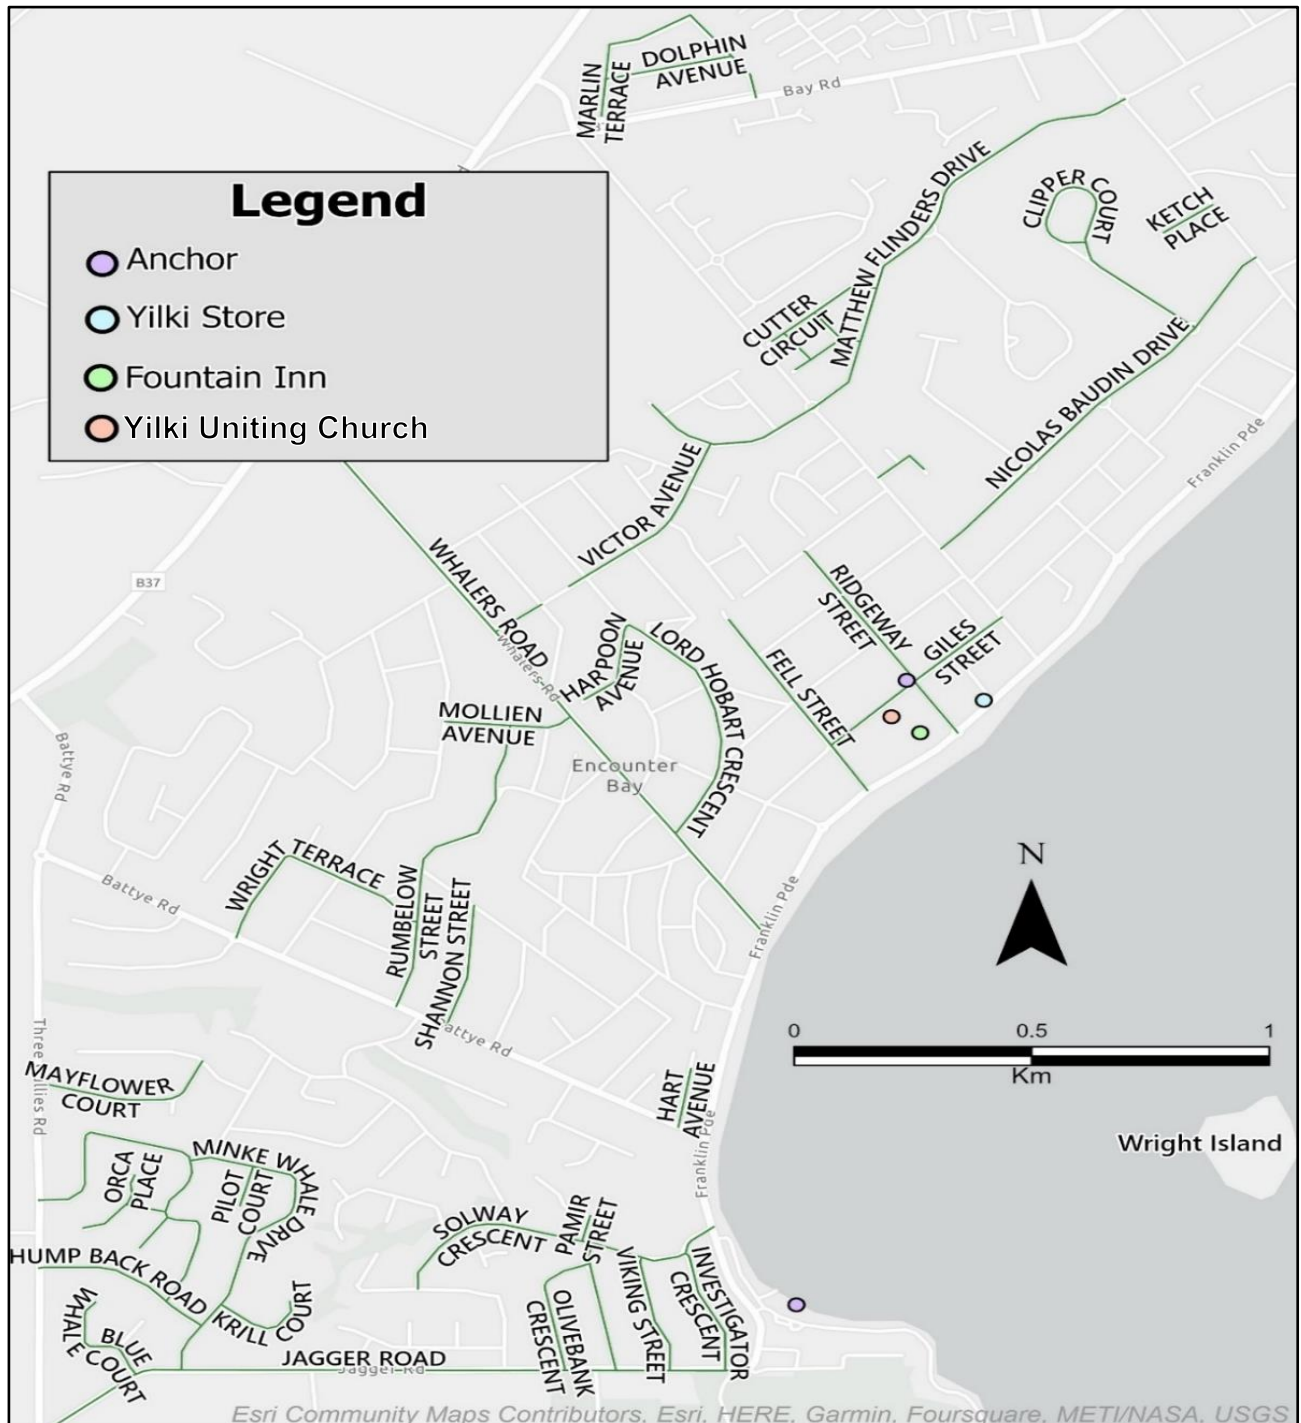 DOLPHIN
AVENUE
MARLIN
TERRACE
Bay Rd
MATTHEW FLINDERS DRIVE
CLIPPER COURT
KETCH
PLACE
Legend
Anchor
Yilki Store
Fountain Inn
Yilki Uniting Church
CUTTER
CIRCUIT
NICOLAS BAUDIN DRIVE
Franklin Pde
VICTOR AVENUE
WHALERS ROAD
Whalers Rd
B37
RIDGEWAY
STREET
GILES
STREET
FELL STREET
HARPOON
AVENUE
LORD HOBART CRESCENT
MOLLIEN
AVENUE
Encounter
Bay
Battye Rd
WRIGHT TERRACE
Battye Rd
RUMBELOW
STREET
SHANNON STREET
Battye Rd
Franklin Pde
N
0 0.5 1
Km
Wright Island
HART
AVENUE
Franklin Pde
MAYFLOWER
COURT
MINKE WHALE DRIVE
ORCA
PLACE
PILOT
COURT
HUMP BACK ROAD
KRILL COURT
BLUE
WHALE COURT
SOLWAY
CRESCENT
PAMIR
STREET
VIKING STREET
INVESTIGATOR
CRESCENT
OLIVEBANK
CRESCENT
JAGGER ROAD
Jagger Rd
Esri Community Maps Contributors, Esri, HERE, Garmin, Foursquare, METI/NASA, USGS